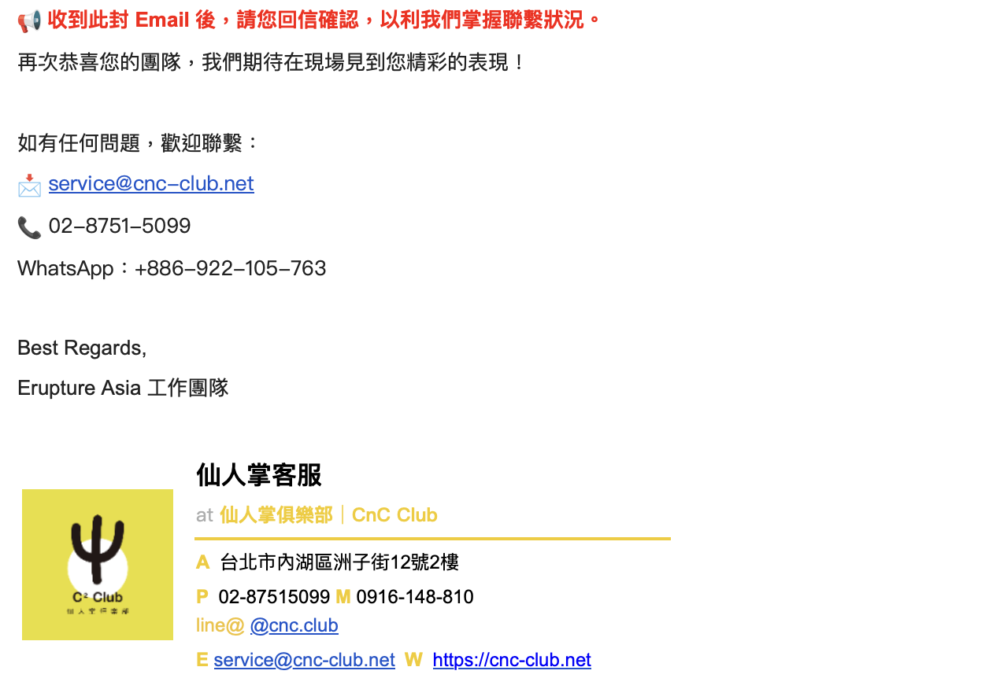 📢 收到此封 Email 後，請您回信確認，以利我們掌握聯繫狀況。
再次恭喜您的團隊，我們期待在現場見到您精彩的表現！
如有任何問題，歡迎聯繫：
📩 service@cnc-club.net
📞 02-8751-5099
WhatsApp：+886-922-105-763
Best Regards,
Erupture Asia 工作團隊
仙人掌客服
at 仙人掌俱樂部｜CnC Club
A 台北市內湖區洲子街12號2樓
P 02-87515099 M 0916-148-810
line@ @cnc.club
E service@cnc-club.net W https://cnc-club.net
C² Club
仙人掌俱樂部